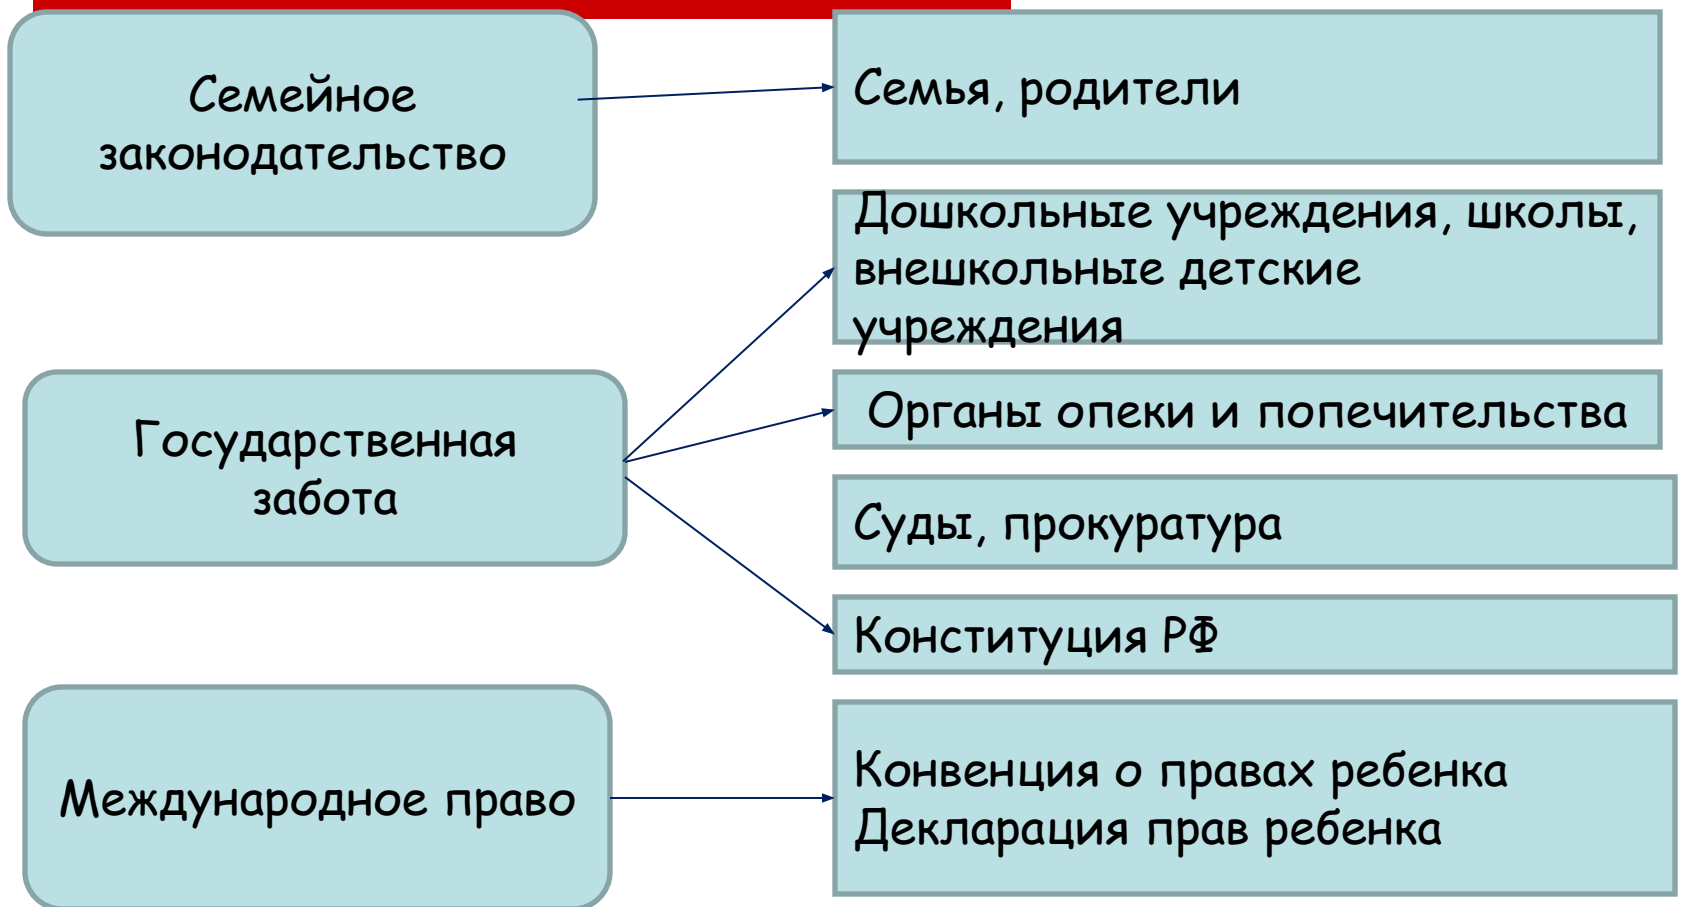 Семейное
законодательство
Семья, родители
Дошкольные учреждения, школы,
внешкольные детские
учреждения
Государственная
забота
Органы опеки и попечительства
Суды, прокуратура
Конституция РФ
Международное право
Конвенция о правах ребенка
Декларация прав ребенка